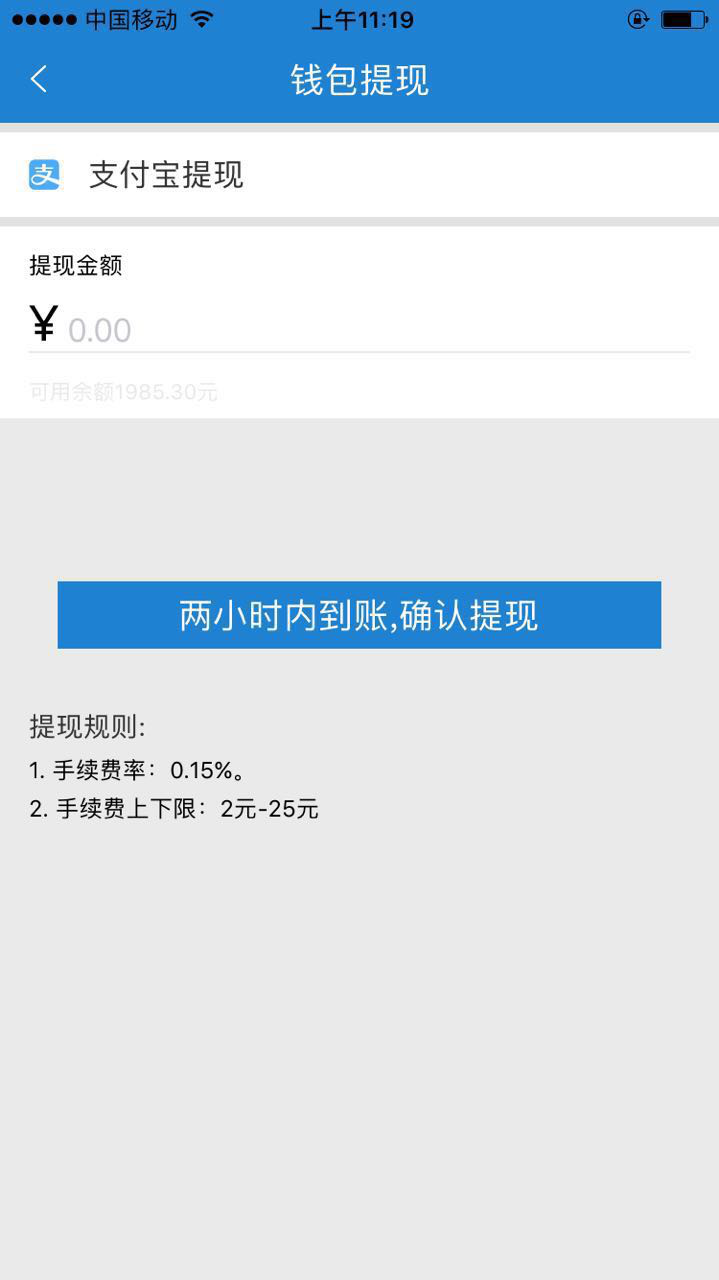 中国移动 上午11:19
钱包提现
支 支付宝提现
提现金额
¥ 0.00
可用余额1985.30元
两小时内到账,确认提现
提现规则:
1. 手续费率：0.15%。
2. 手续费上下限：2元-25元